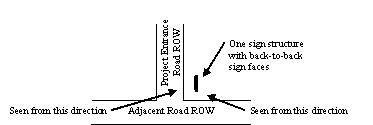 Project Entrance
Road ROW
One sign structure
with back-to-back
sign faces
Seen from this direction
Adjacent Road ROW
Seen from this direction